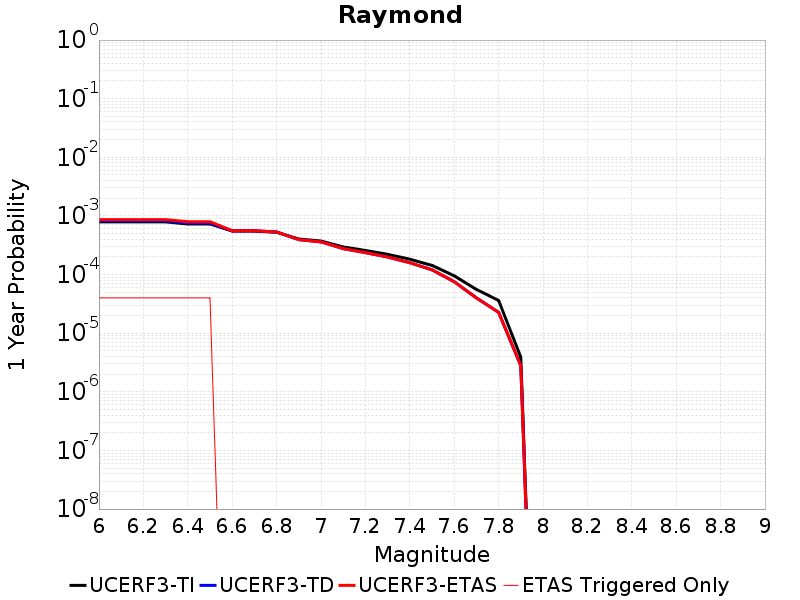 Raymond
1 Year Probability
10^0
10^-1
10^-2
10^-3
10^-4
10^-5
10^-6
10^-7
10^-8
6 6.2 6.4 6.6 6.8 7 7.2 7.4 7.6 7.8 8 8.2 8.4 8.6 8.8 9
Magnitude
UCERF3-TI UCERF3-TD UCERF3-ETAS ETAS Triggered Only